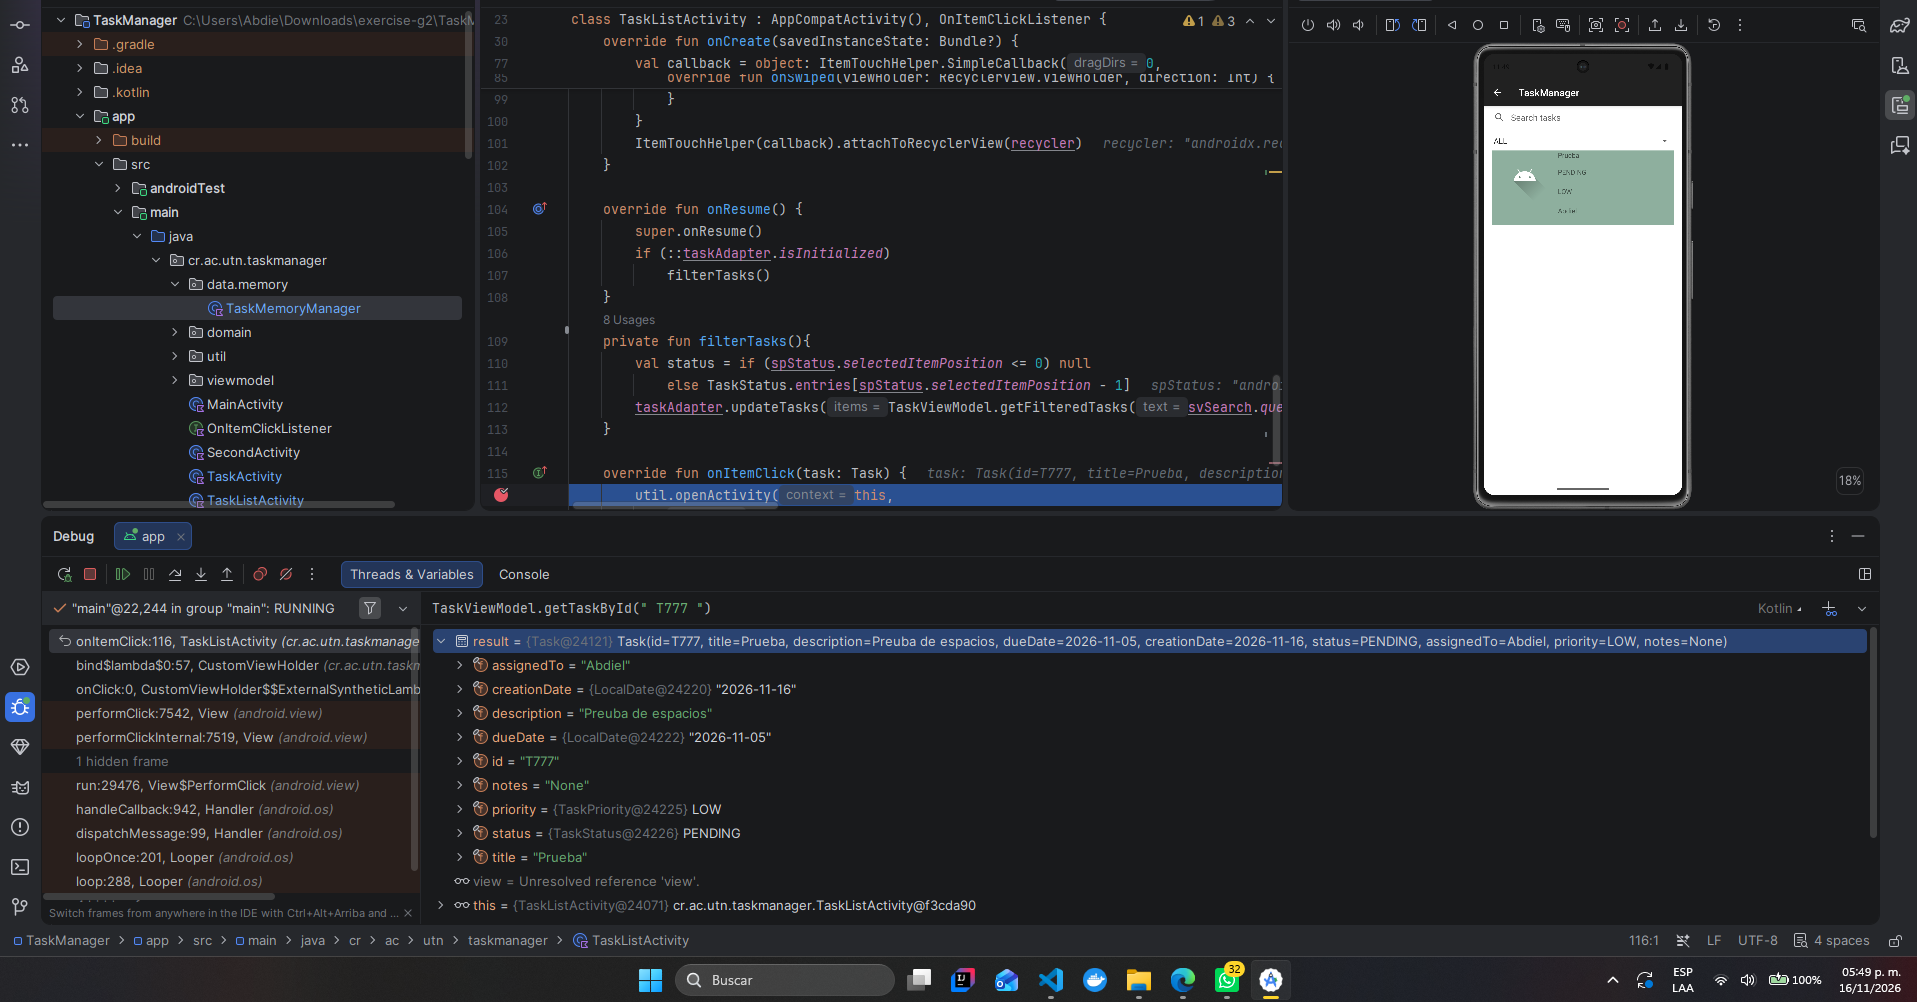 TaskManager C:\Users\Abdie\Downloads\exercise-g2\TaskM
.gradle
.idea
.kotlin
app
build
src
androidTest
main
java
cr.ac.utn.taskmanager
data.memory
TaskMemoryManager
domain
util
viewmodel
MainActivity
OnItemClickListener
SecondActivity
TaskActivity
TaskListActivity
23 class TaskListActivity : AppCompatActivity(), OnItemClickListener {
1 3
30 override fun onCreate(savedInstanceState: Bundle?) {
77 val callback = object: ItemTouchHelper.SimpleCallback( dragDirs = 0,
85 override fun onSwiped(viewHolder: RecyclerView.ViewHolder, direction: Int) {
99 }
100 }
101 ItemTouchHelper(callback).attachToRecyclerView(recycler) recycler: "androidx.rec
102 }
103
104 override fun onResume() {
105 super.onResume()
106 if (::taskAdapter.isInitialized)
107 filterTasks()
108 }
8 Usages
109 private fun filterTasks(){
110 val status = if (spStatus.selectedItemPosition <= 0) null
111 else TaskStatus.entries[spStatus.selectedItemPosition - 1] spStatus: "andro
112 taskAdapter.updateTasks( items = TaskViewModel.getFilteredTasks( text = svSearch.que
113 }
114
115 override fun onItemClick(task: Task) { task: Task(id=T777, title=Prueba, description
util.openActivity( context = this,
TaskManager
Search tasks
ALL
Prueba
PENDING
LOW
Abdiel
18%
Debug app
Threads & Variables Console
"main"@22,244 in group "main": RUNNING
onItemClick:116, TaskListActivity (cr.ac.utn.taskmanage
bind$lambda$0:57, CustomViewHolder (cr.ac.utn.taskm
onClick:0, CustomViewHolder$$ExternalSyntheticLamb
performClick:7542, View (android.view)
performClickInternal:7519, View (android.view)
1 hidden frame
run:29476, View$PerformClick (android.view)
handleCallback:942, Handler (android.os)
dispatchMessage:99, Handler (android.os)
loopOnce:201, Looper (android.os)
loop:288, Looper (android.os)
Switch frames from anywhere in the IDE with Ctrl+Alt+Arriba and ...
TaskViewModel.getTaskById(" T777 ")
Kotlin
result = {Task@24121} Task(id=T777, title=Prueba, description=Preuba de espacios, dueDate=2026-11-05, creationDate=2026-11-16, status=PENDING, assignedTo=Abdiel, priority=LOW, notes=None)
assignedTo = "Abdiel"
creationDate = {LocalDate@24220} "2026-11-16"
description = "Preuba de espacios"
dueDate = {LocalDate@24222} "2026-11-05"
id = "T777"
notes = "None"
priority = {TaskPriority@24225} LOW
status = {TaskStatus@24226} PENDING
title = "Prueba"
view = Unresolved reference 'view'.
this = {TaskListActivity@24071} cr.ac.utn.taskmanager.TaskListActivity@f3cda90
TaskManager > app > src > main > java > cr > ac > utn > taskmanager > TaskListActivity
116:1 LF UTF-8 4 spaces
Buscar
32
ESP
LAA
100%
05:49 p. m.
16/11/2026